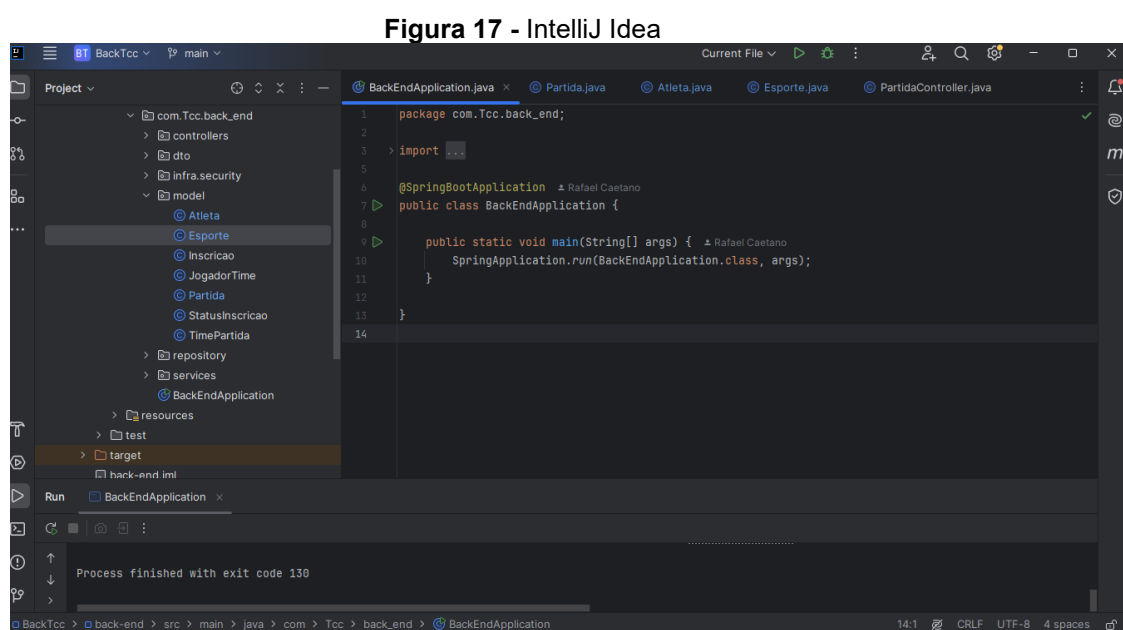 Figura 17 - IntelliJ Idea
BT BackTcc main Current File
Project
BackEndApplication.java Partida.java Atleta.java Esporte.java PartidaController.java
com.Tcc.back_end
controllers
dto
infra.security
model
Atleta
Esporte
Inscricao
JogadorTime
Partida
StatusInscricao
TimePartida
repository
services
BackEndApplication
resources
test
target
back-end.iml
1 package com.Tcc.back_end;
2
3 import ...
5
6 @SpringBootApplication Rafael Caetano
7 public class BackEndApplication {
8
9 public static void main(String[] args) { Rafael Caetano
10 SpringApplication.run(BackEndApplication.class, args);
11 }
12
13 }
14
Run BackEndApplication
Process finished with exit code 130
BackTcc > back-end > src > main > java > com > Tcc > back_end > BackEndApplication 14:1 CRLF UTF-8 4 spaces